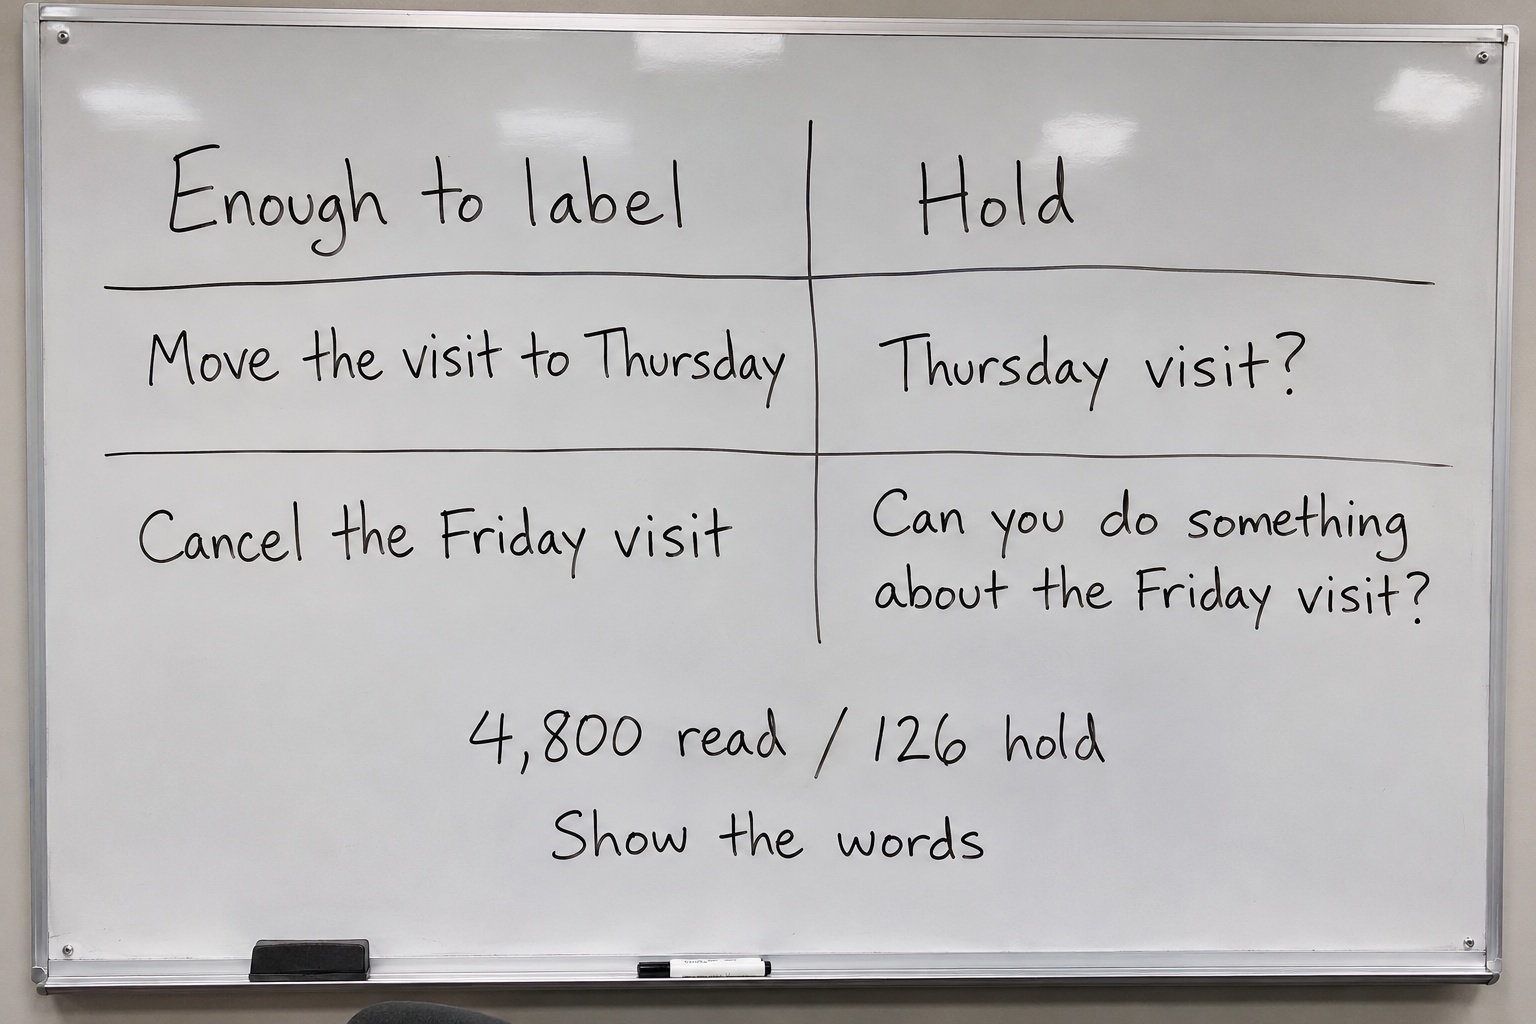 Enough to label
Hold
Move the visit to Thursday
Thursday visit?
Cancel the Friday visit
Can you do something
about the Friday visit?
4,800 read / 126 hold
Show the words